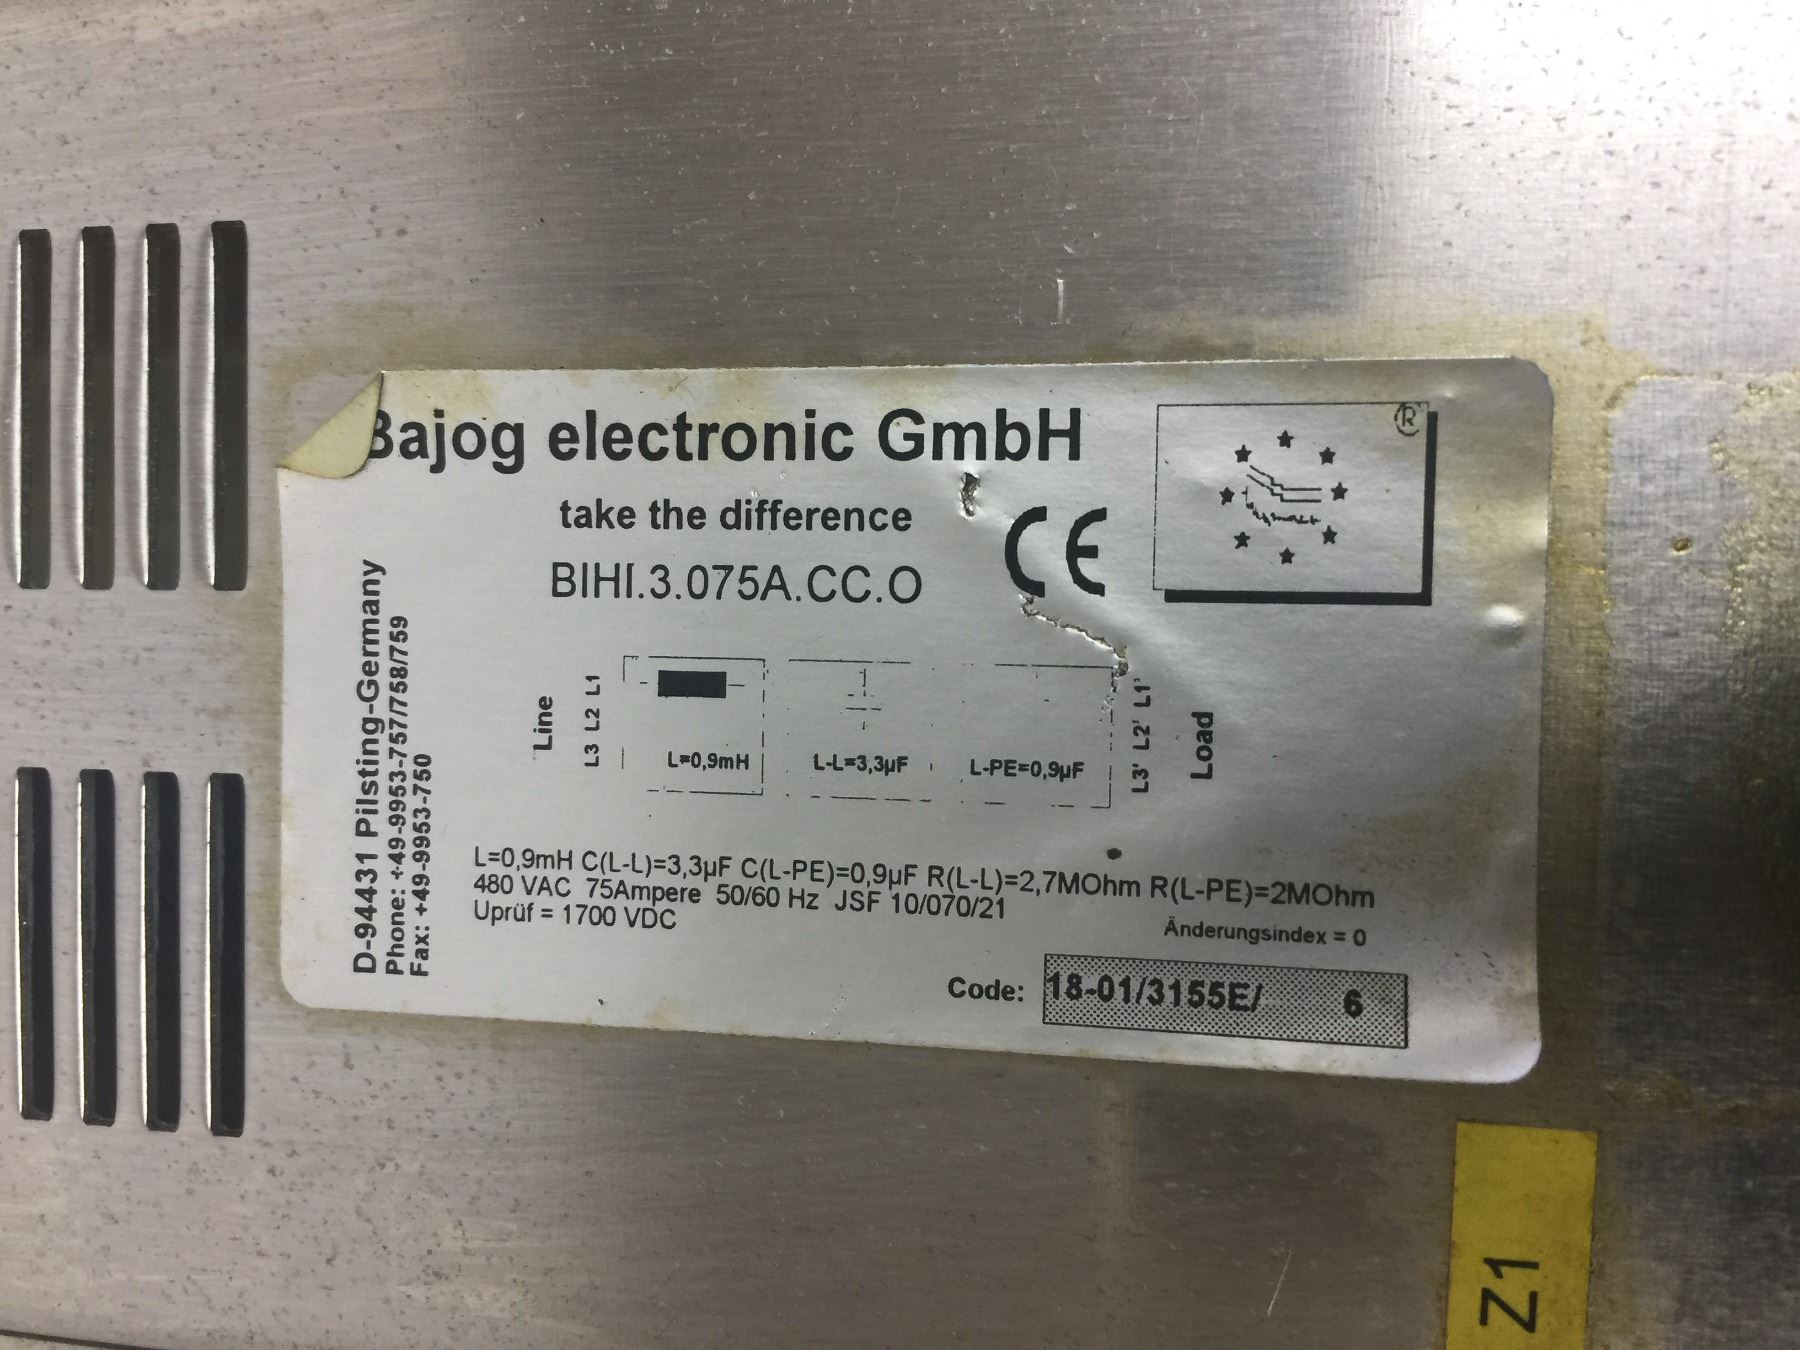 Bajog electronic GmbH
take the difference
BIHI.3.075A.CC.O
CE
®
D-94431 Pilsting-Germany
Phone: +49-9953-757/758/759
Fax: +49-9953-750
Line
L3 L2 L1
L=0,9mH
L-L=3,3µF
L-PE=0,9µF
L3' L2' L1'
Load
L=0,9mH C(L-L)=3,3µF C(L-PE)=0,9µF R(L-L)=2,7MOhm R(L-PE)=2MOhm
480 VAC 75Ampere 50/60 Hz JSF 10/070/21
Uprüf = 1700 VDC
Änderungsindex = 0
Code: 18-01/3155E/ 6
Z1